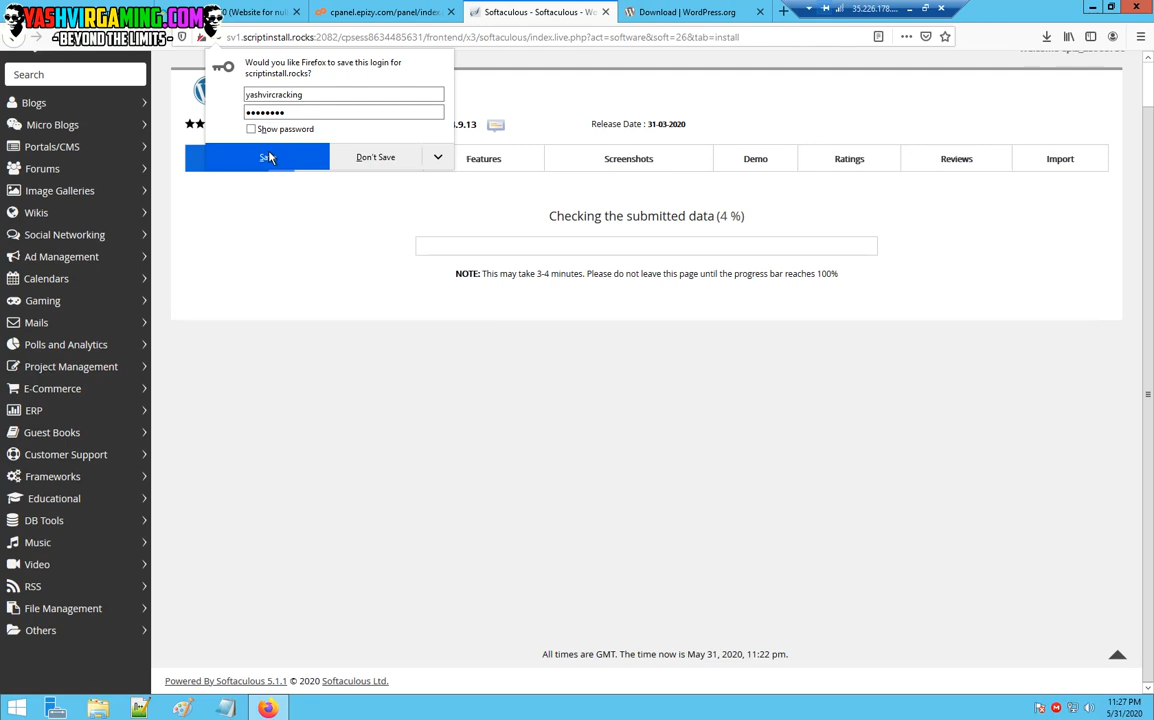 YASHVIRGAMING.COM
-BEYOND THE LIMITS-
0 (Website for nul
cpanel.epizy.com/panel/index.
Softaculous - Softaculous - Wo
Download | WordPress.org
35.226.178....
sv1.scriptinstall.rocks:2082/cpsess8634485631/frontend/x3/softaculous/index.live.php?act=software&soft=26&tab=install
Would you like Firefox to save this login for
scriptinstall.rocks?
yashvircracking
••••••••
Show password
Don't Save
Search
Blogs
Micro Blogs
Portals/CMS
Forums
Image Galleries
Wikis
Social Networking
Ad Management
Calendars
Gaming
Mails
Polls and Analytics
Project Management
E-Commerce
ERP
Guest Books
Customer Support
Frameworks
Educational
DB Tools
Music
Video
RSS
File Management
Others
.9.13
Release Date : 31-03-2020
Features
Screenshots
Demo
Ratings
Reviews
Import
Checking the submitted data (4 %)
NOTE: This may take 3-4 minutes. Please do not leave this page until the progress bar reaches 100%
All times are GMT. The time now is May 31, 2020, 11:22 pm.
Powered By Softaculous 5.1.1 © 2020 Softaculous Ltd.
11:27 PM
5/31/2020